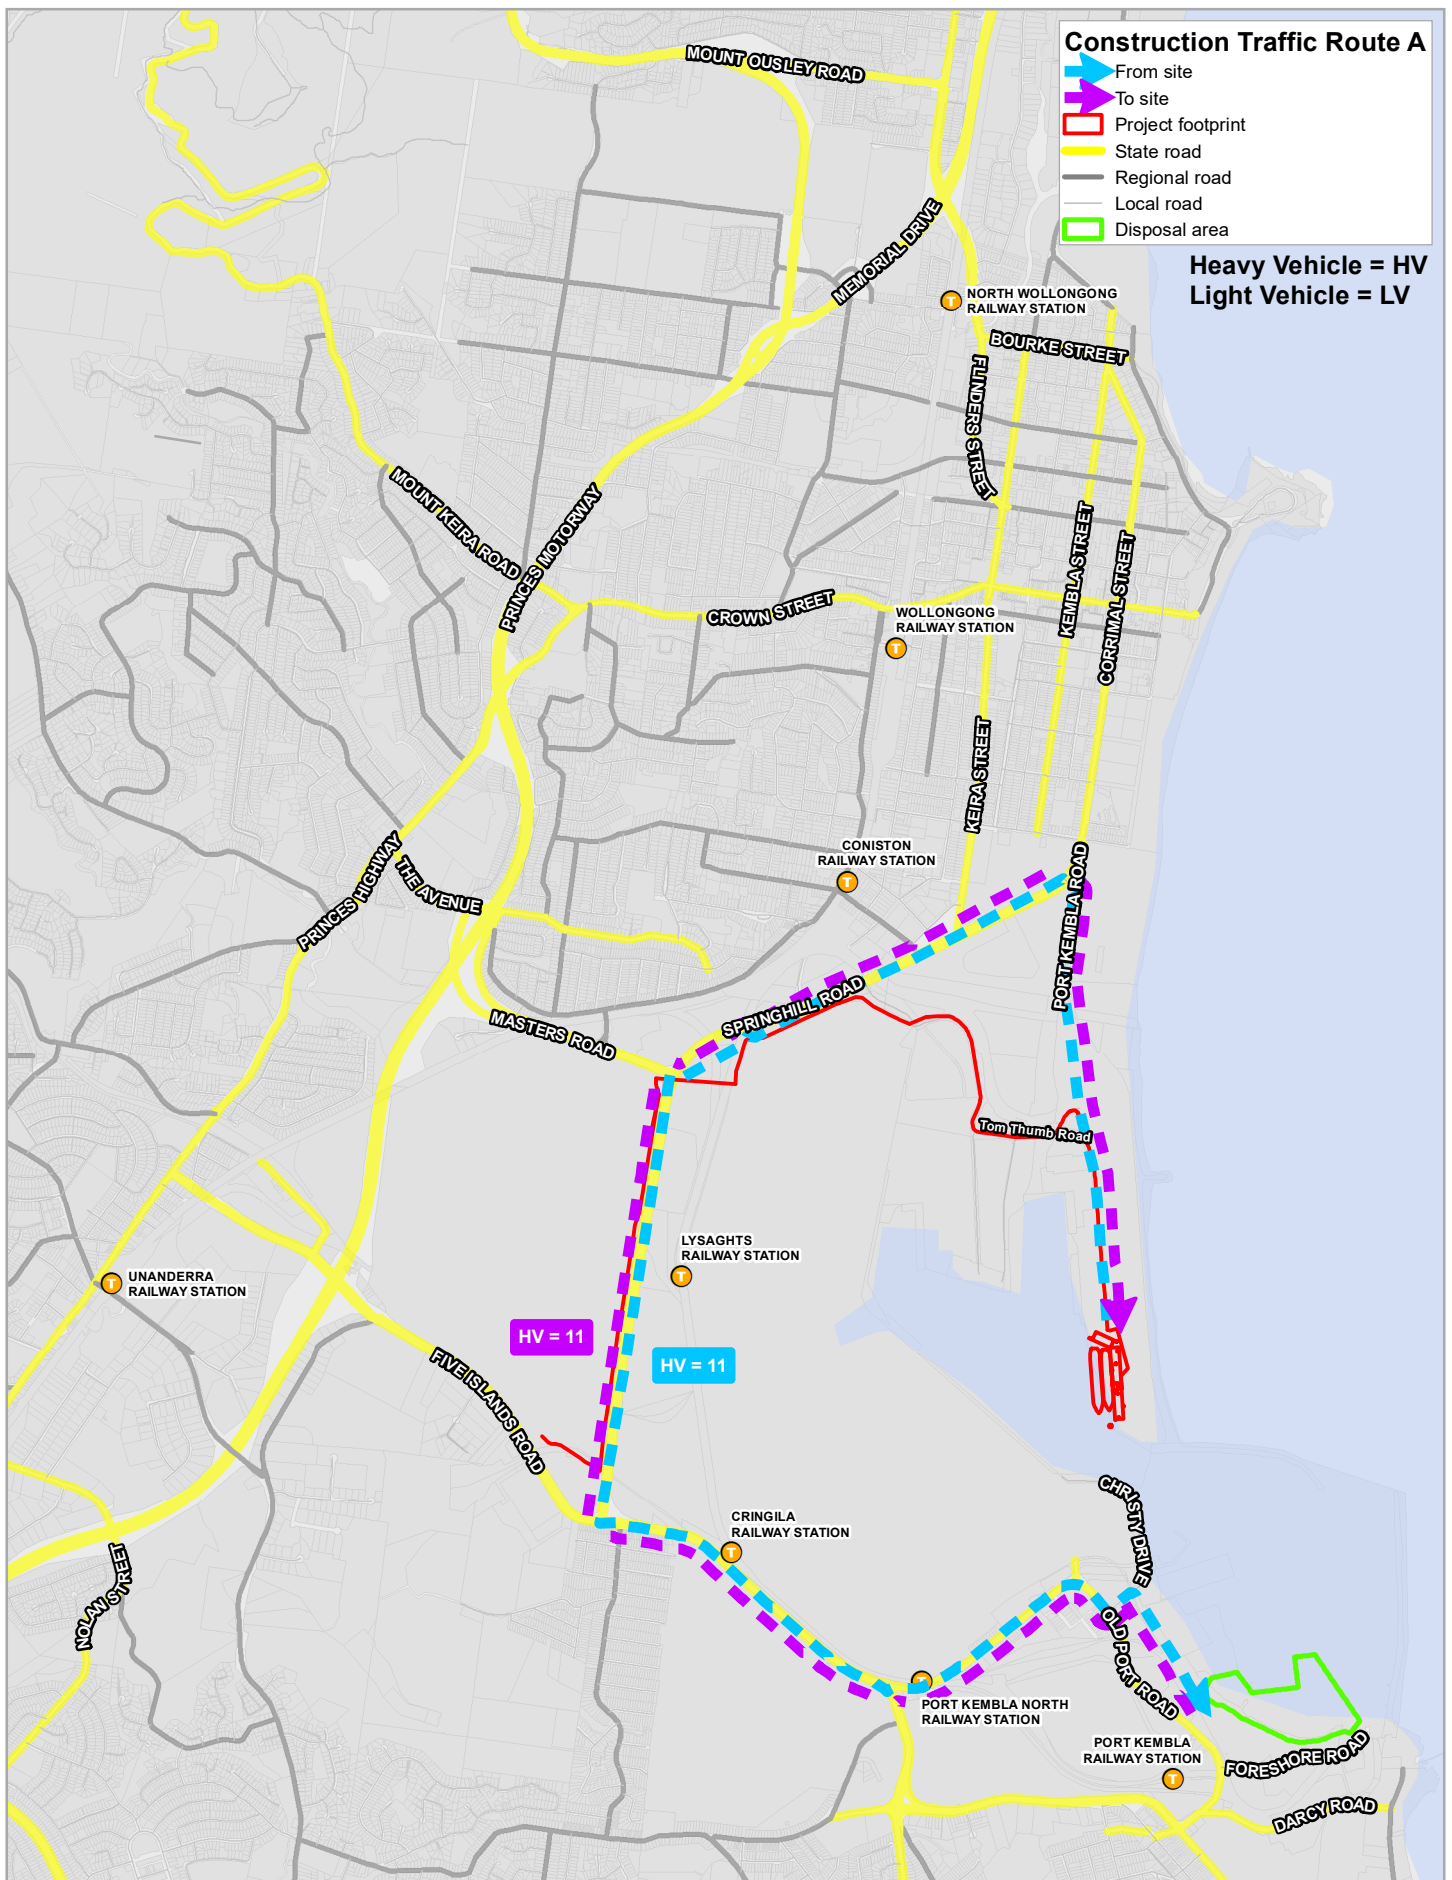 Construction Traffic Route A
From site
To site
Project footprint
State road
Regional road
Local road
Disposal area
Heavy Vehicle = HV
Light Vehicle = LV
MOUNT OUSLEY ROAD
MEMORIAL DRIVE
NORTH WOLLONGONG
RAILWAY STATION
BOURKE STREET
FLINDERS STREET
MOUNT KEIRA ROAD
PRINCES MOTORWAY
KEMBLA STREET
CORRIMAL STREET
CROWN STREET
WOLLONGONG
RAILWAY STATION
KEIRA STREET
CONISTON
RAILWAY STATION
PRINCES HIGHWAY
THE AVENUE
PORT KEMBLA ROAD
SPRINGHILL ROAD
MASTERS ROAD
Tom Thumb Road
LYSAGHTS
RAILWAY STATION
UNANDERRA
RAILWAY STATION
HV = 11
HV = 11
FIVE ISLANDS ROAD
CHRISTY DRIVE
CRINGILA
RAILWAY STATION
NOLAN STREET
OLD PORT ROAD
PORT KEMBLA NORTH
RAILWAY STATION
PORT KEMBLA
RAILWAY STATION
FORESHORE ROAD
DARCY ROAD
T
T
T
T
T
T
T
T